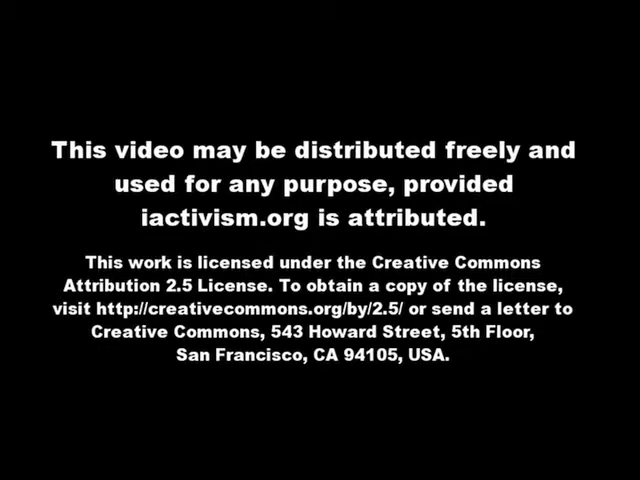 This video may be distributed freely and
used for any purpose, provided
iactivism.org is attributed.
This work is licensed under the Creative Commons
Attribution 2.5 License. To obtain a copy of the license,
visit http://creativecommons.org/by/2.5/ or send a letter to
Creative Commons, 543 Howard Street, 5th Floor,
San Francisco, CA 94105, USA.